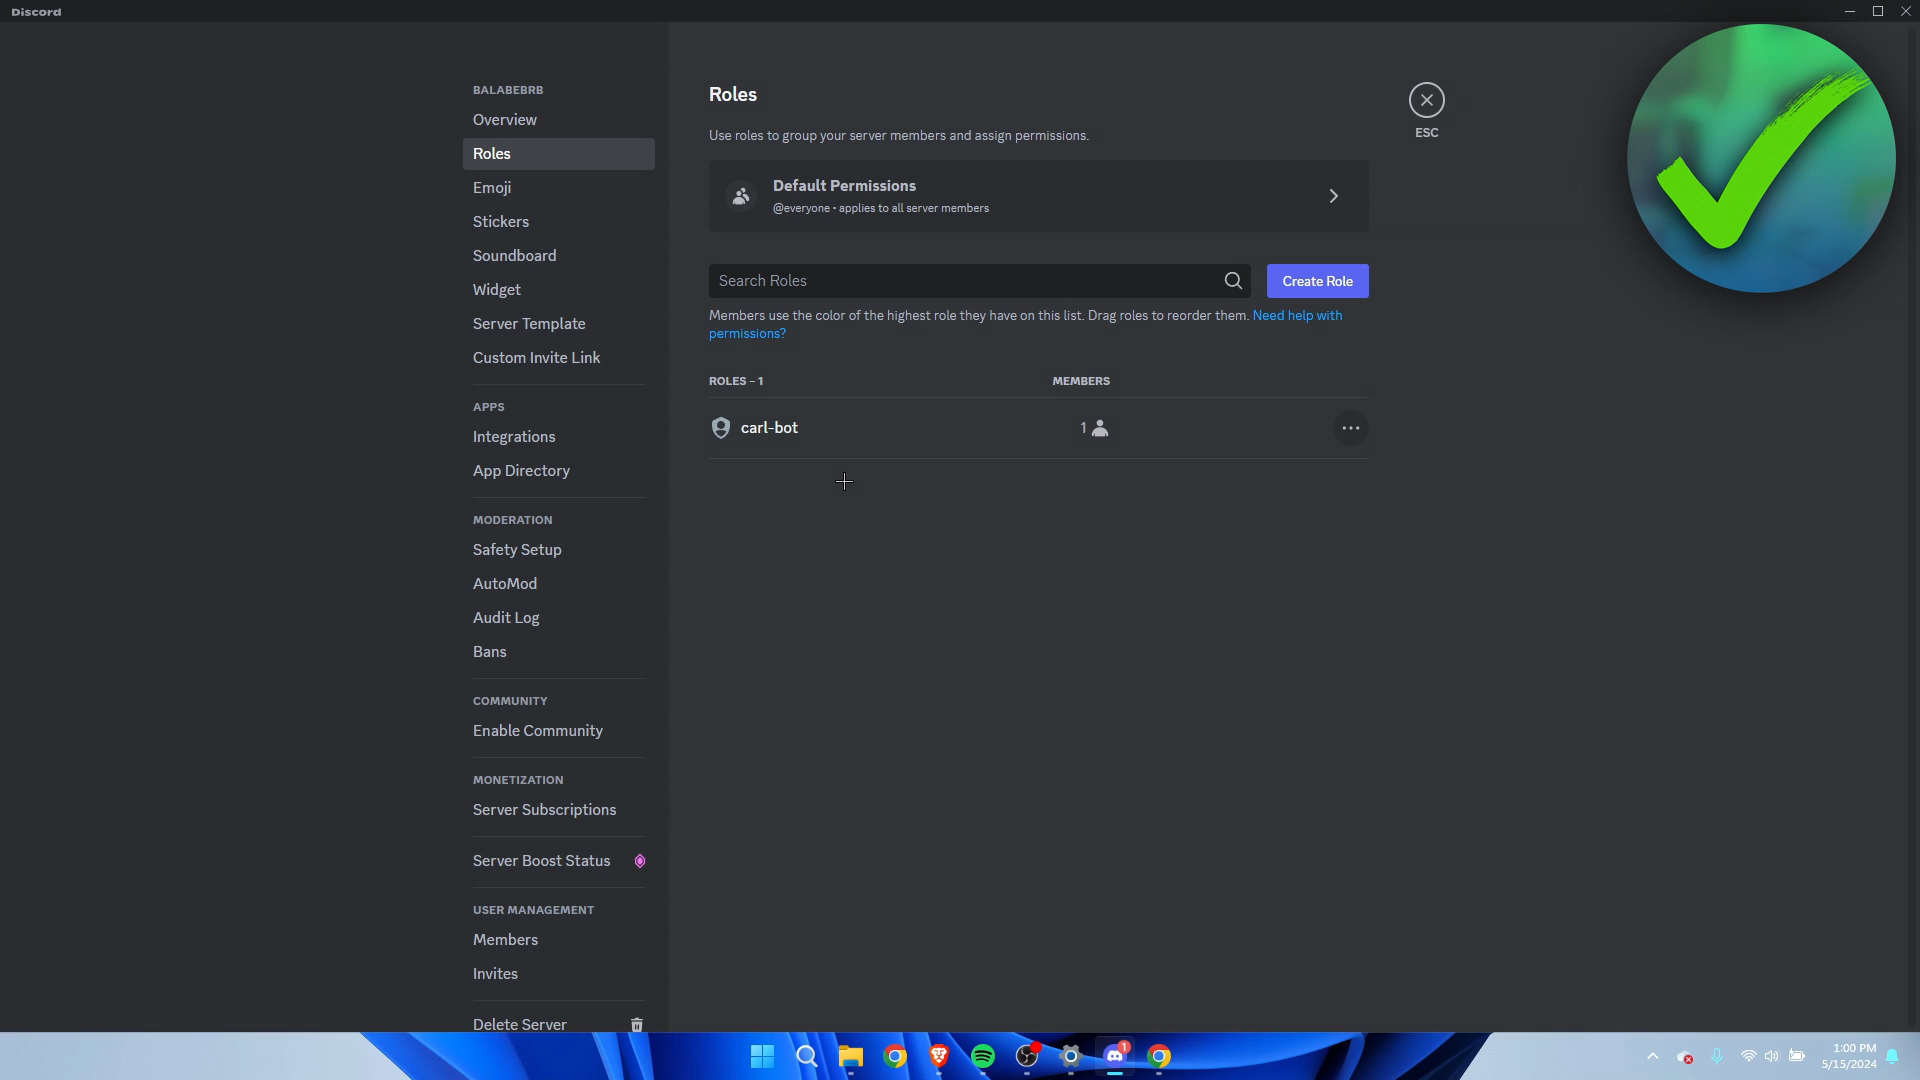 Discord
BALABEBRB
Overview
Roles
Emoji
Stickers
Soundboard
Widget
Server Template
Custom Invite Link
APPS
Integrations
App Directory
MODERATION
Safety Setup
AutoMod
Audit Log
Bans
COMMUNITY
Enable Community
MONETIZATION
Server Subscriptions
Server Boost Status
USER MANAGEMENT
Members
Invites
Delete Server
Roles
Use roles to group your server members and assign permissions.
Default Permissions
@everyone • applies to all server members
Search Roles
Create Role
Members use the color of the highest role they have on this list. Drag roles to reorder them. Need help with
permissions?
ROLES – 1 MEMBERS
carl-bot 1
ESC
1
1:00 PM
5/15/2024